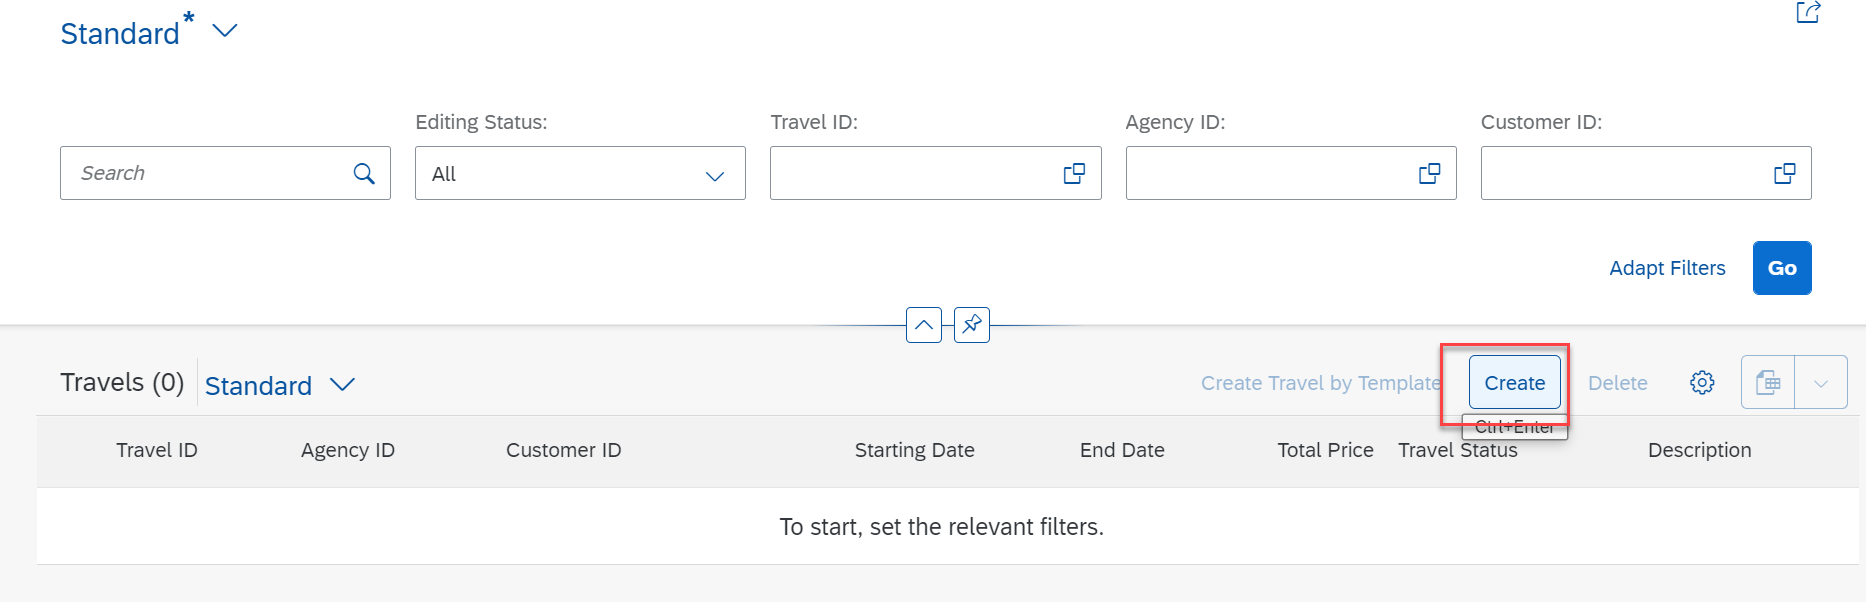 Standard*
Editing Status:
Travel ID:
Agency ID:
Customer ID:
Search
All
Adapt Filters
Go
Travels (0)
Standard
Create Travel by Template
Create
Delete
Ctrl+Enter
Travel ID
Agency ID
Customer ID
Starting Date
End Date
Total Price
Travel Status
Description
To start, set the relevant filters.